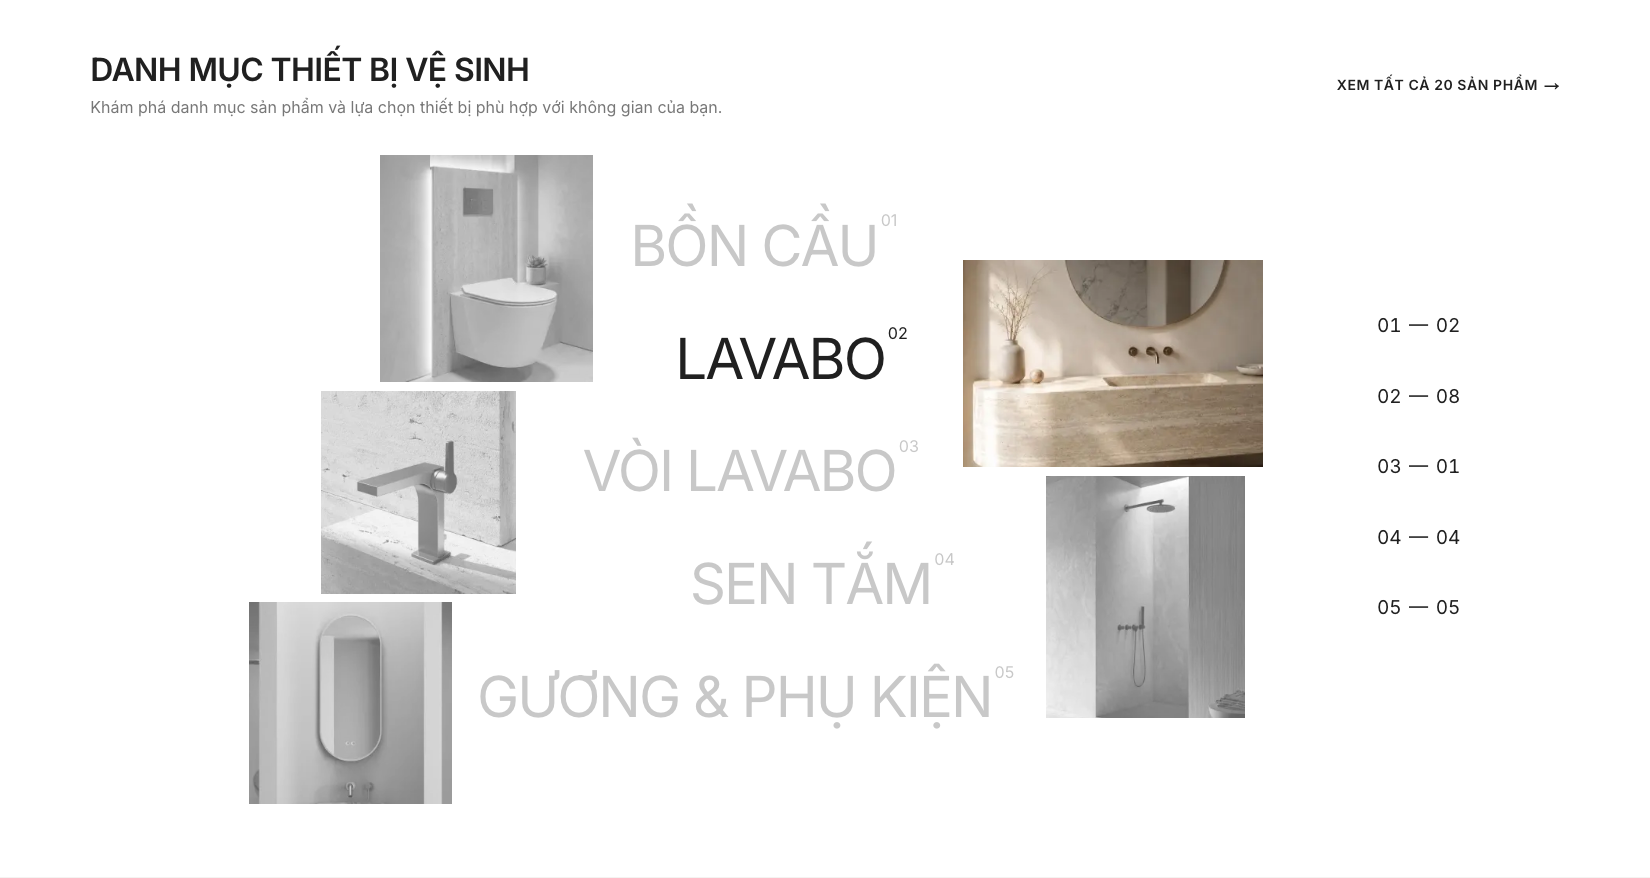 DANH MỤC THIẾT BỊ VỆ SINH
Khám phá danh mục sản phẩm và lựa chọn thiết bị phù hợp với không gian của bạn.
XEM TẤT CẢ 20 SẢN PHẨM →
BỒN CẦU 01
LAVABO 02
VÒI LAVABO 03
SEN TẮM 04
GƯƠNG & PHỤ KIỆN 05
01 — 02
02 — 08
03 — 01
04 — 04
05 — 05